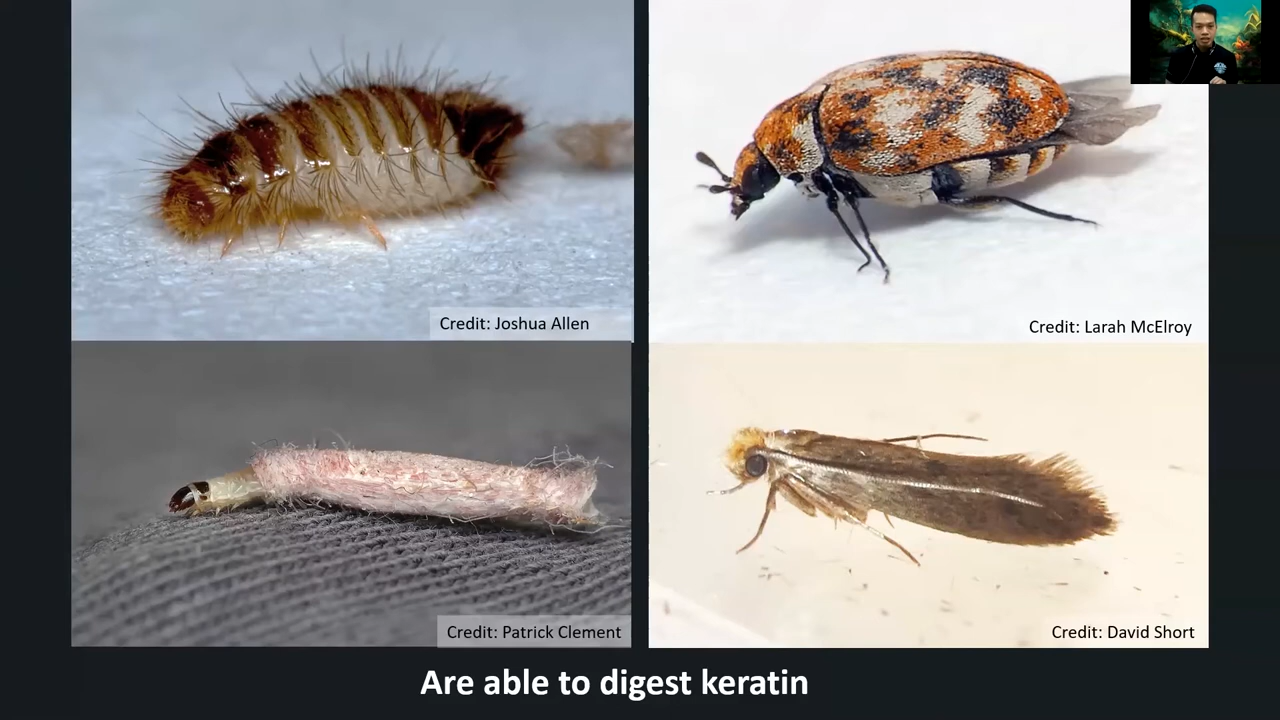 Credit: Joshua Allen
Credit: Larah McElroy
Credit: Patrick Clement
Credit: David Short
Are able to digest keratin